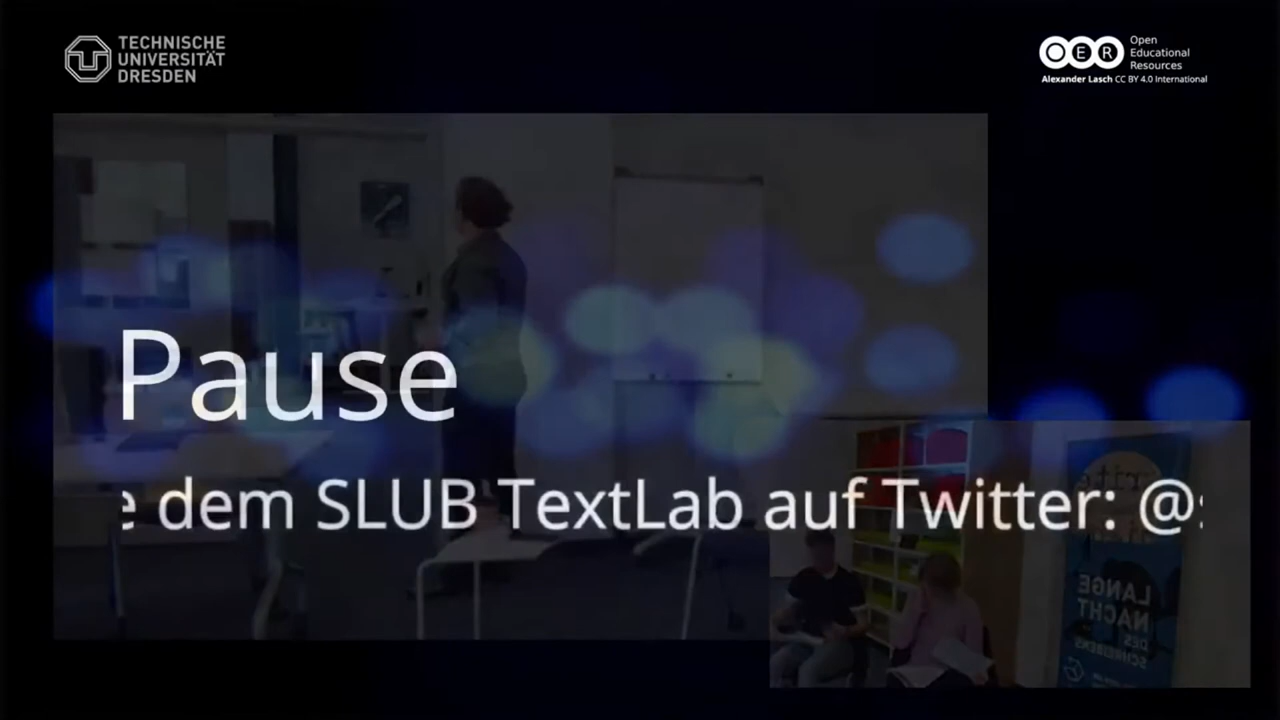 TECHNISCHE
UNIVERSITÄT
DRESDEN
OER
Open
Educational
Resources
Alexander Lasch CC BY 4.0 International
Pause
e dem SLUB TextLab auf Twitter: @s
LANGE
NACHT
DES
SCHREIBENS